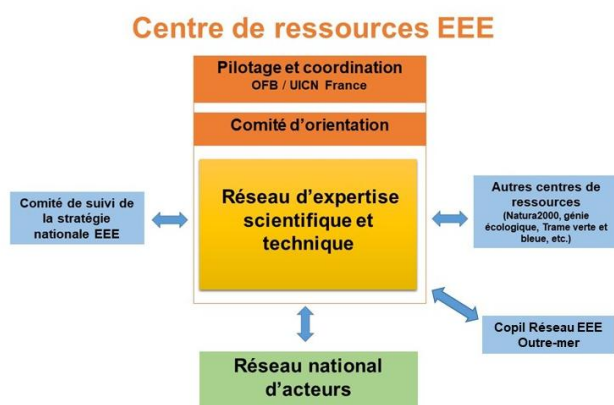 Centre de ressources EEE
Pilotage et coordination
OFB / UICN France
Comité d'orientation
Réseau d'expertise
scientifique et
technique
Comité de suivi de
la stratégie
nationale EEE
Autres centres de
ressources
(Natura2000, génie
écologique, Trame verte et
bleue, etc.)
Copil Réseau EEE
Outre-mer
Réseau national
d'acteurs